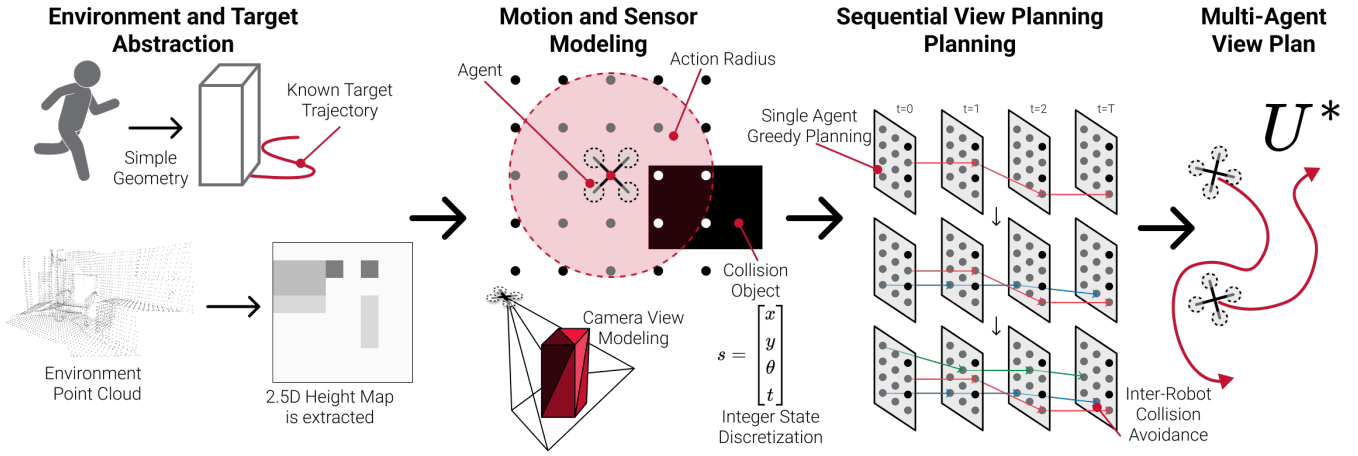 Environment and Target
Abstraction
Known Target
Trajectory
Simple
Geometry
Environment
Point Cloud
2.5D Height Map
is extracted
Motion and Sensor
Modeling
Agent
Action Radius
Collision
Object
Camera View
Modeling
s =
x
y
θ
t
Integer State
Discretization
Sequential View Planning
Planning
t=0
t=1
t=2
t=T
Single Agent
Greedy Planning
Inter-Robot
Collision
Avoidance
Multi-Agent
View Plan
U*